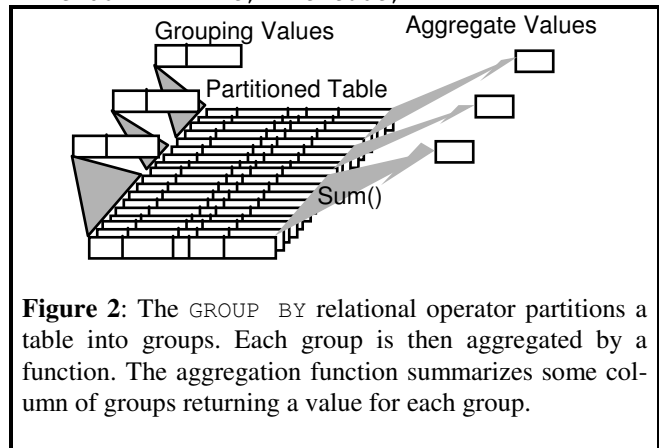 Grouping Values
Aggregate Values
Partitioned Table
Sum()
Figure 2: The GROUP BY relational operator partitions a
table into groups. Each group is then aggregated by a
function. The aggregation function summarizes some col-
umn of groups returning a value for each group.